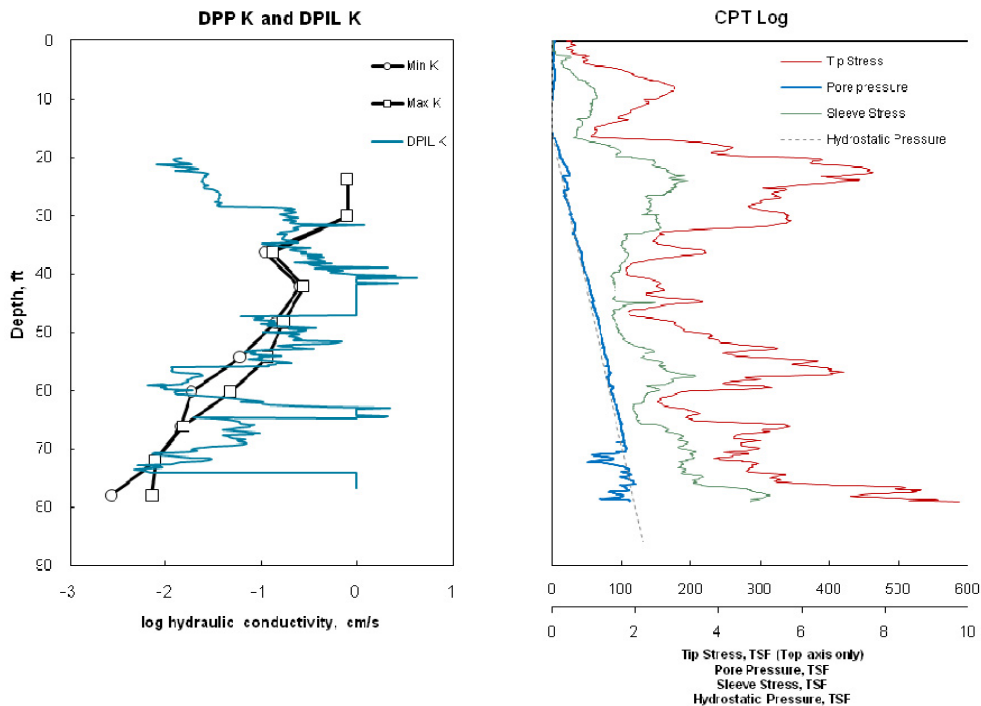 DPP K and DPIL K
0
10
20
30
40
50
60
70
80
90
Depth, ft
Min K
Max K
DPIL K
-3 -2 -1 0 1
log hydraulic conductivity, cm/s
CPT Log
Tip Stress
Pore pressure
Sleeve Stress
Hydrostatic Pressure
0 100 200 300 400 500 600
0 2 4 6 8 10
Tip Stress, TSF (Top axis only)
Pore Pressure, TSF
Sleeve Stress, TSF
Hydrostatic Pressure, TSF